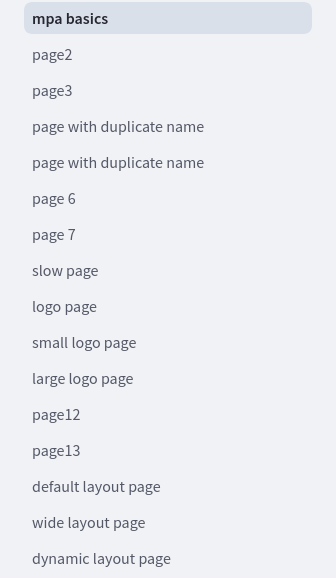 mpa basics
page2
page3
page with duplicate name
page with duplicate name
page 6
page 7
slow page
logo page
small logo page
large logo page
page12
page13
default layout page
wide layout page
dynamic layout page